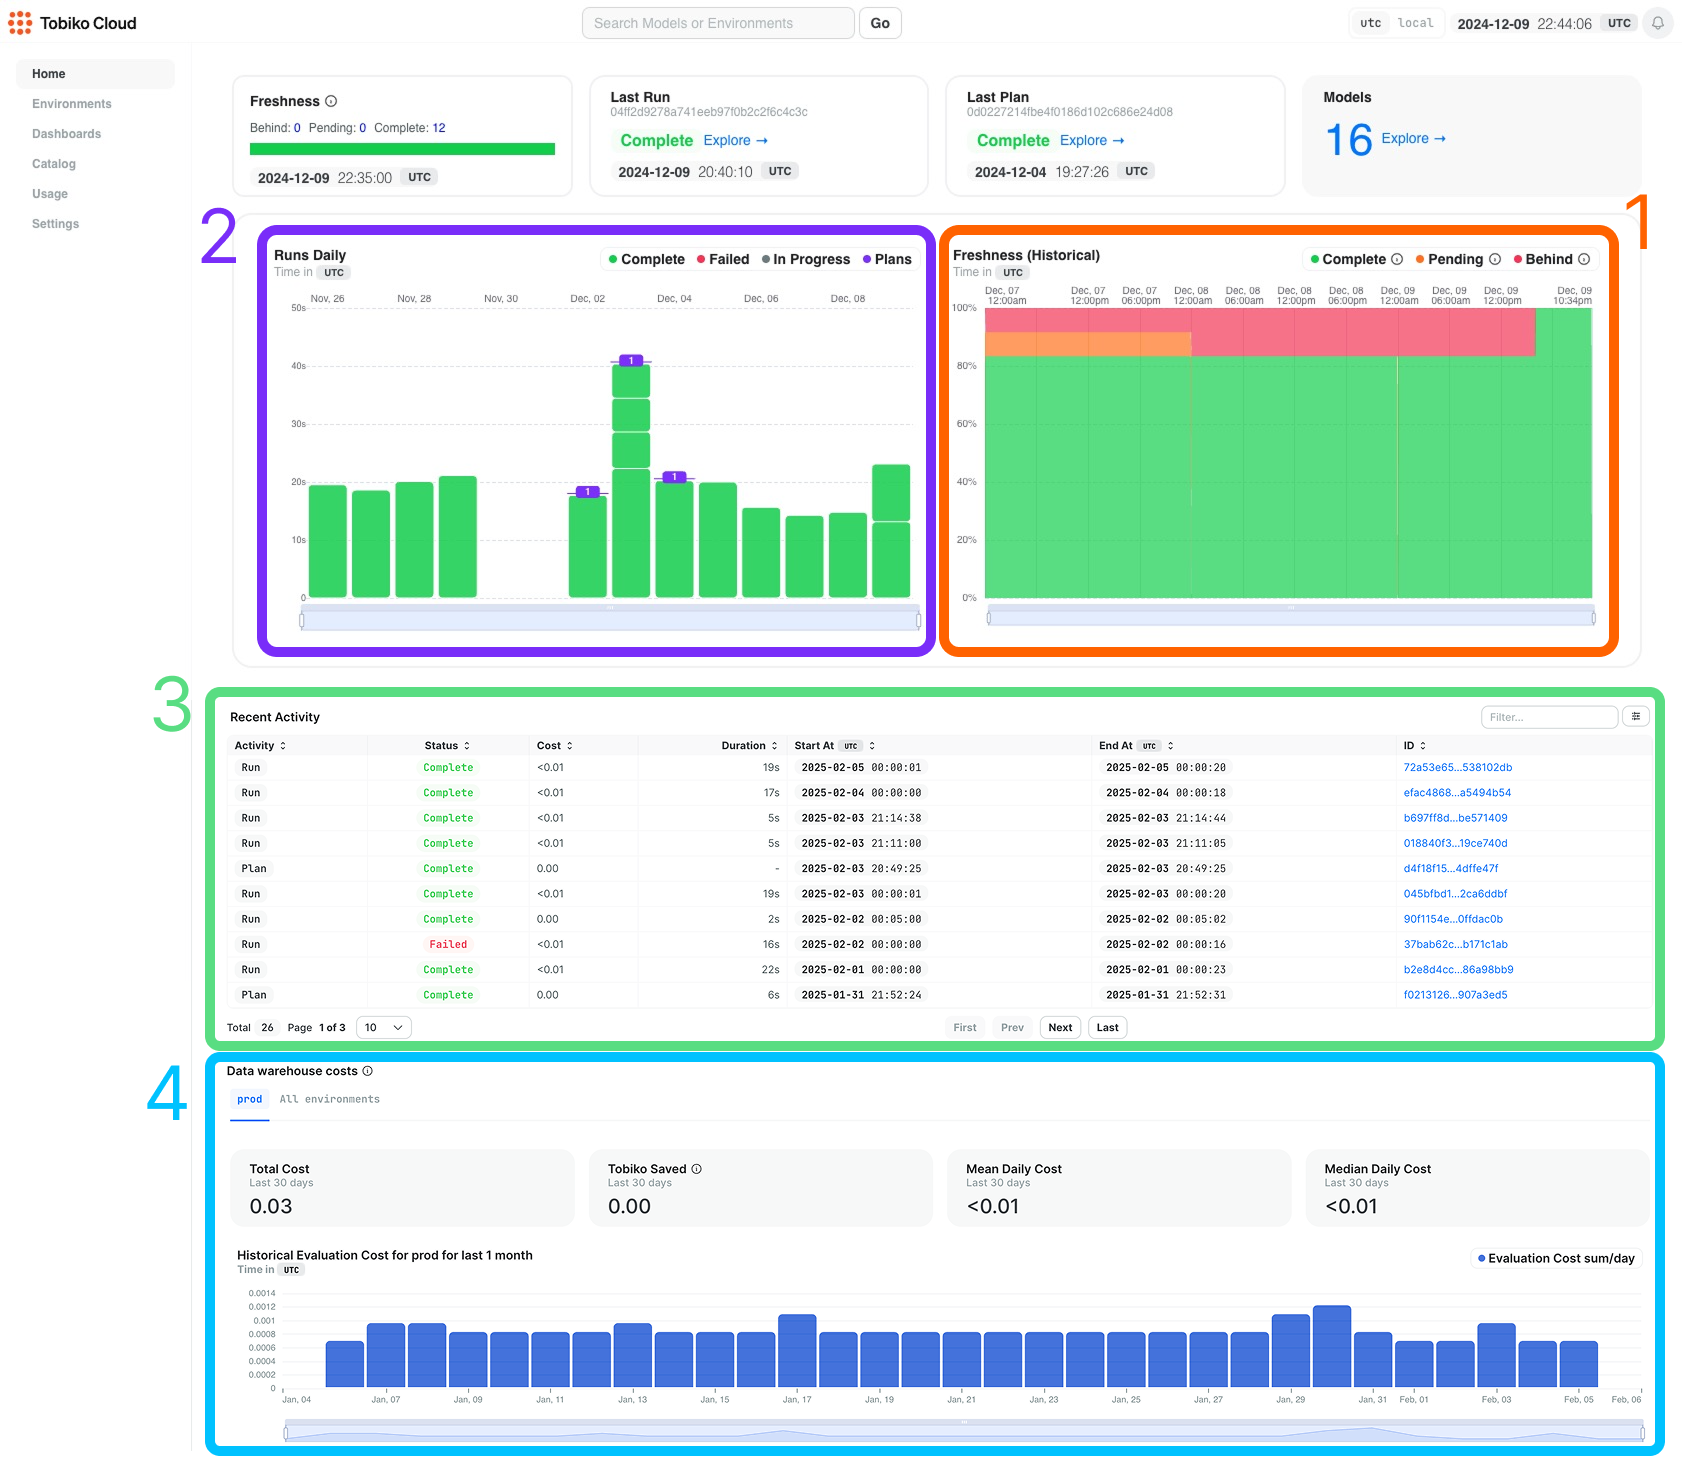 Tobiko Cloud
Search Models or Environments
Go
utc local
2024-12-09 22:44:06 UTC
Home
Environments
Dashboards
Catalog
Usage
Settings
Freshness
Behind: 0 Pending: 0 Complete: 12
2024-12-09 22:35:00 UTC
Last Run
04ff2d9278a741eeb97f0b2c2f6c4c3c
Complete Explore →
2024-12-09 20:40:10 UTC
Last Plan
0d0227214fbe4f0186d102c686e24d08
Complete Explore →
2024-12-04 19:27:26 UTC
Models
16 Explore →
2
Runs Daily
Time in UTC
Complete Failed In Progress Plans
Nov, 26 Nov, 28 Nov, 30 Dec, 02 Dec, 04 Dec, 06 Dec, 08
50s
40s
30s
20s
10s
0
1
1
1
1
Freshness (Historical)
Time in UTC
Complete Pending Behind
Dec, 07 Dec, 07 Dec, 07 Dec, 08 Dec, 08 Dec, 08 Dec, 08 Dec, 09 Dec, 09 Dec, 09 Dec, 09
12:00am 12:00pm 06:00pm 12:00am 06:00am 12:00pm 06:00pm 12:00am 06:00am 12:00pm 10:34pm
100%
80%
60%
40%
20%
0%
3
Recent Activity
Filter...
Activity Status Cost Duration Start At UTC End At UTC ID
Run Complete <0.01 19s 2025-02-05 00:00:01 2025-02-05 00:00:20 72a53e65...538102db
Run Complete <0.01 17s 2025-02-04 00:00:00 2025-02-04 00:00:18 efac4868...a5494b54
Run Complete <0.01 5s 2025-02-03 21:14:38 2025-02-03 21:14:44 b697ff8d...be571409
Run Complete <0.01 5s 2025-02-03 21:11:00 2025-02-03 21:11:05 018840f3...19ce740d
Plan Complete 0.00 - 2025-02-03 20:49:25 2025-02-03 20:49:25 d4f18f15...4dffe47f
Run Complete <0.01 19s 2025-02-03 00:00:01 2025-02-03 00:00:20 045bfbd1...2ca6ddbf
Run Complete 0.00 2s 2025-02-02 00:05:00 2025-02-02 00:05:02 90f1154e...0ffdac0b
Run Failed <0.01 16s 2025-02-02 00:00:00 2025-02-02 00:00:16 37bab62c...b171c1ab
Run Complete <0.01 22s 2025-02-01 00:00:00 2025-02-01 00:00:23 b2e8d4cc...86a98bb9
Plan Complete 0.00 6s 2025-01-31 21:52:24 2025-01-31 21:52:31 f0213126...907a3ed5
Total 26 Page 1 of 3 10 First Prev Next Last
4
Data warehouse costs
prod All environments
Total Cost
Last 30 days
0.03
Tobiko Saved
Last 30 days
0.00
Mean Daily Cost
Last 30 days
<0.01
Median Daily Cost
Last 30 days
<0.01
Historical Evaluation Cost for prod for last 1 month
Time in UTC
Evaluation Cost sum/day
0.0014
0.0012
0.001
0.0008
0.0006
0.0004
0.0002
0
Jan, 04 Jan, 07 Jan, 09 Jan, 11 Jan, 13 Jan, 15 Jan, 17 Jan, 19 Jan, 21 Jan, 23 Jan, 25 Jan, 27 Jan, 29 Jan, 31 Feb, 01 Feb, 03 Feb, 05 Feb, 06